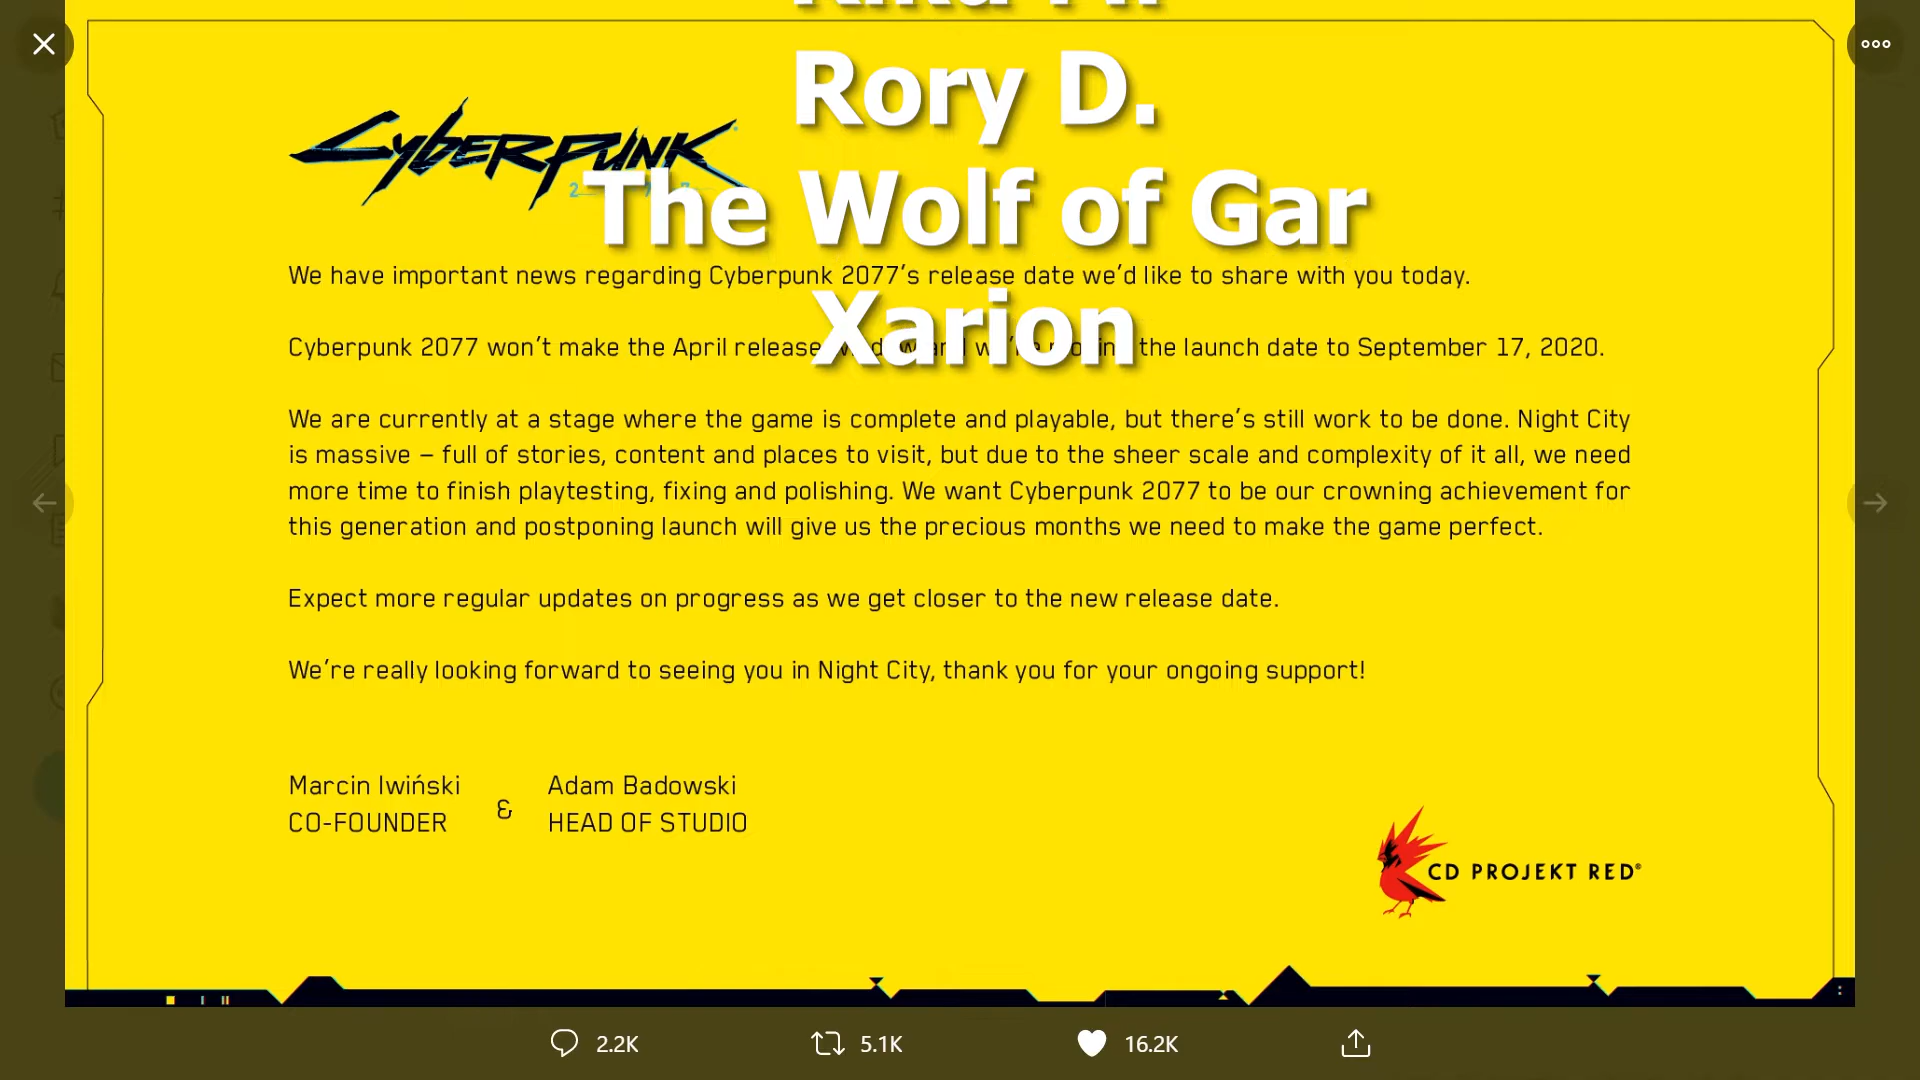 Rory D.
CYBERPUNK
The Wolf of Gar
We have important news regarding Cyberpunk 2077’s release date we’d like to share with you today.
Xarion
Cyberpunk 2077 won’t make the April release the launch date to September 17, 2020.
We are currently at a stage where the game is complete and playable, but there’s still work to be done. Night City
is massive – full of stories, content and places to visit, but due to the sheer scale and complexity of it all, we need
more time to finish playtesting, fixing and polishing. We want Cyberpunk 2077 to be our crowning achievement for
this generation and postponing launch will give us the precious months we need to make the game perfect.
Expect more regular updates on progress as we get closer to the new release date.
We’re really looking forward to seeing you in Night City, thank you for your ongoing support!
Marcin Iwiński
CO-FOUNDER
&
Adam Badowski
HEAD OF STUDIO
CD PROJEKT RED®
2.2K
5.1K
16.2K